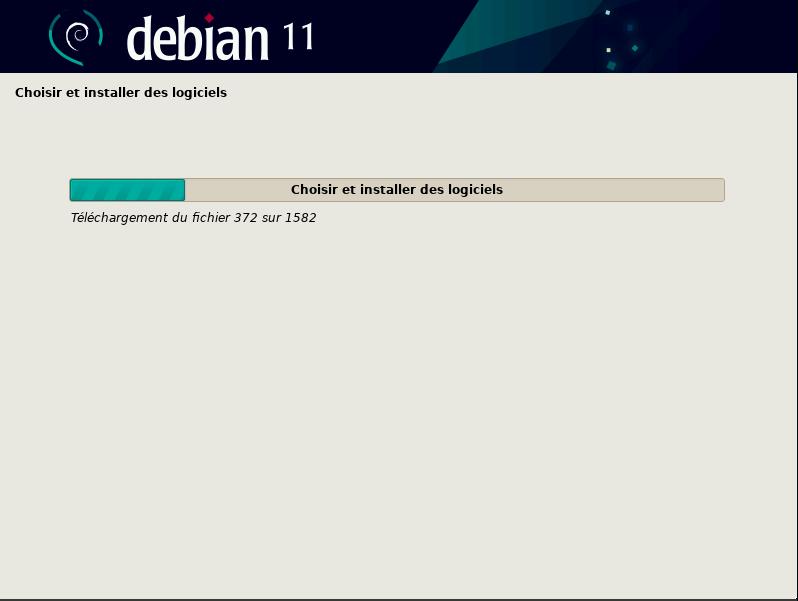 debian 11
Choisir et installer des logiciels
Choisir et installer des logiciels
Téléchargement du fichier 372 sur 1582